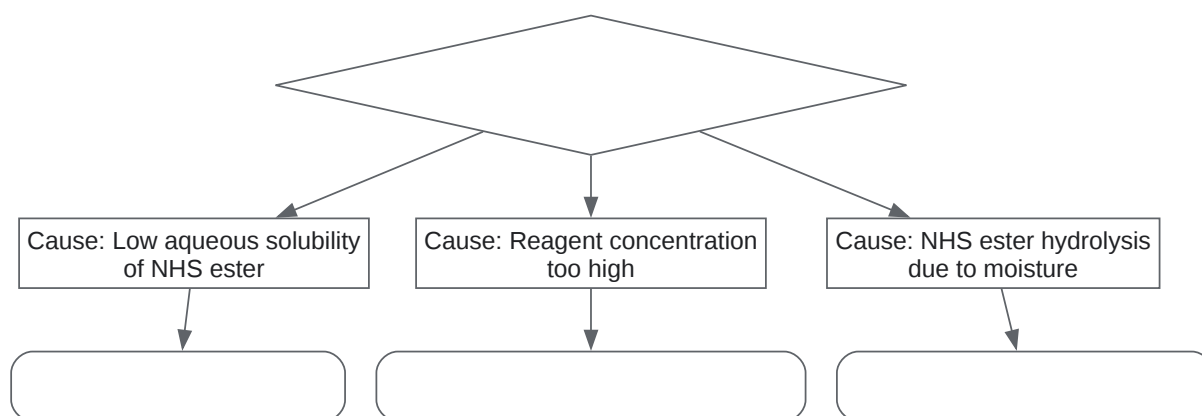 Cause: Low aqueous solubility
of NHS ester
Cause: Reagent concentration
too high
Cause: NHS ester hydrolysis
due to moisture